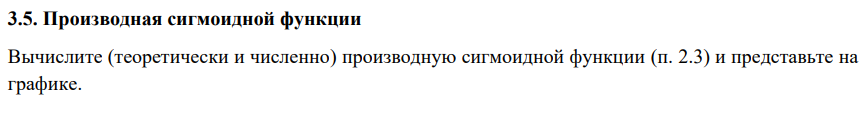 3.5. Производная сигмоидной функции
Вычислите (теоретически и численно) производную сигмоидной функции (п. 2.3) и представьте на
графике.